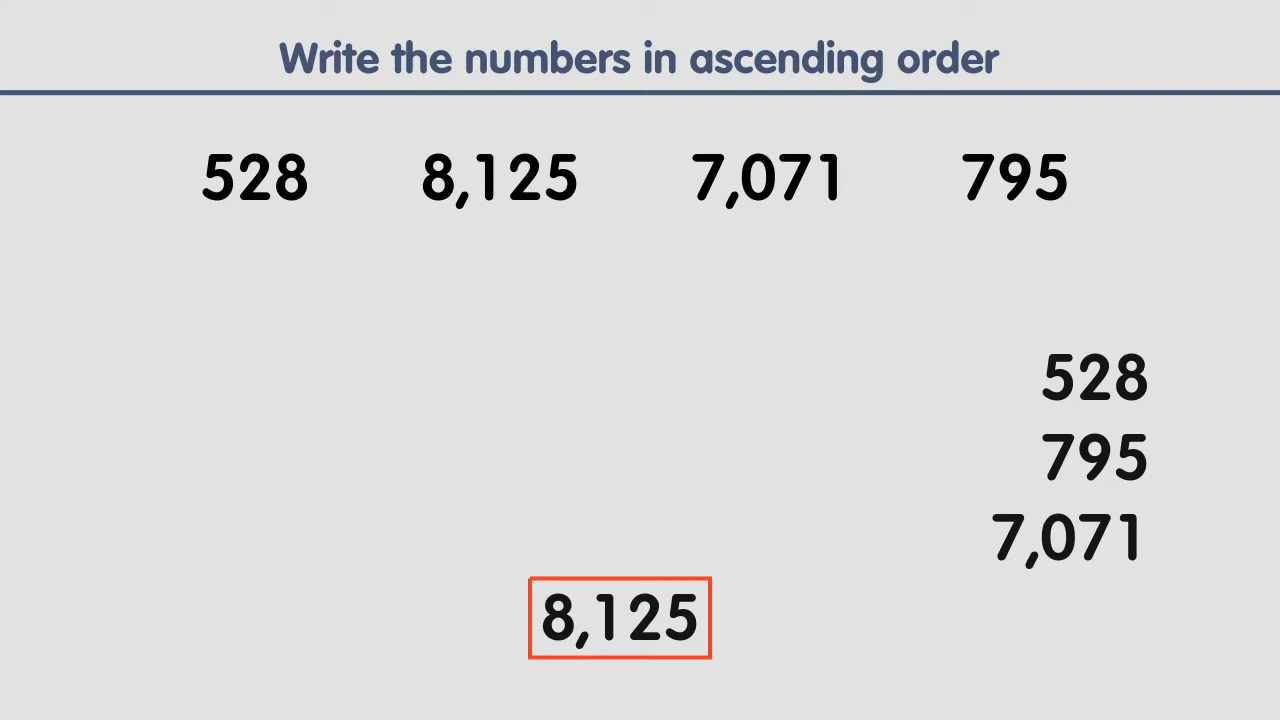 Write the numbers in ascending order
528 8,125 7,071 795
528
795
7,071
8,125